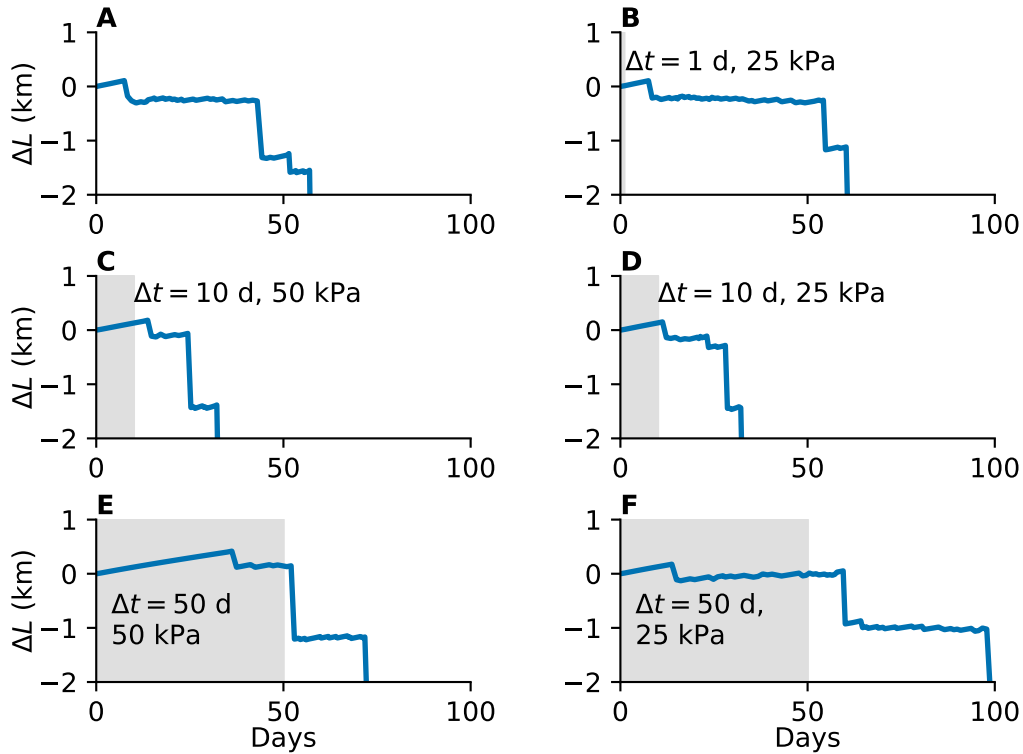 A
1
0
−1
−2
ΔL (km)
0
50
100
B
Δt = 1 d, 25 kPa
1
0
−1
−2
0
50
100
C
Δt = 10 d, 50 kPa
1
0
−1
−2
ΔL (km)
0
50
100
D
Δt = 10 d, 25 kPa
1
0
−1
−2
0
50
100
E
Δt = 50 d
50 kPa
1
0
−1
−2
ΔL (km)
0
50
100
Days
F
Δt = 50 d,
25 kPa
1
0
−1
−2
0
50
100
Days